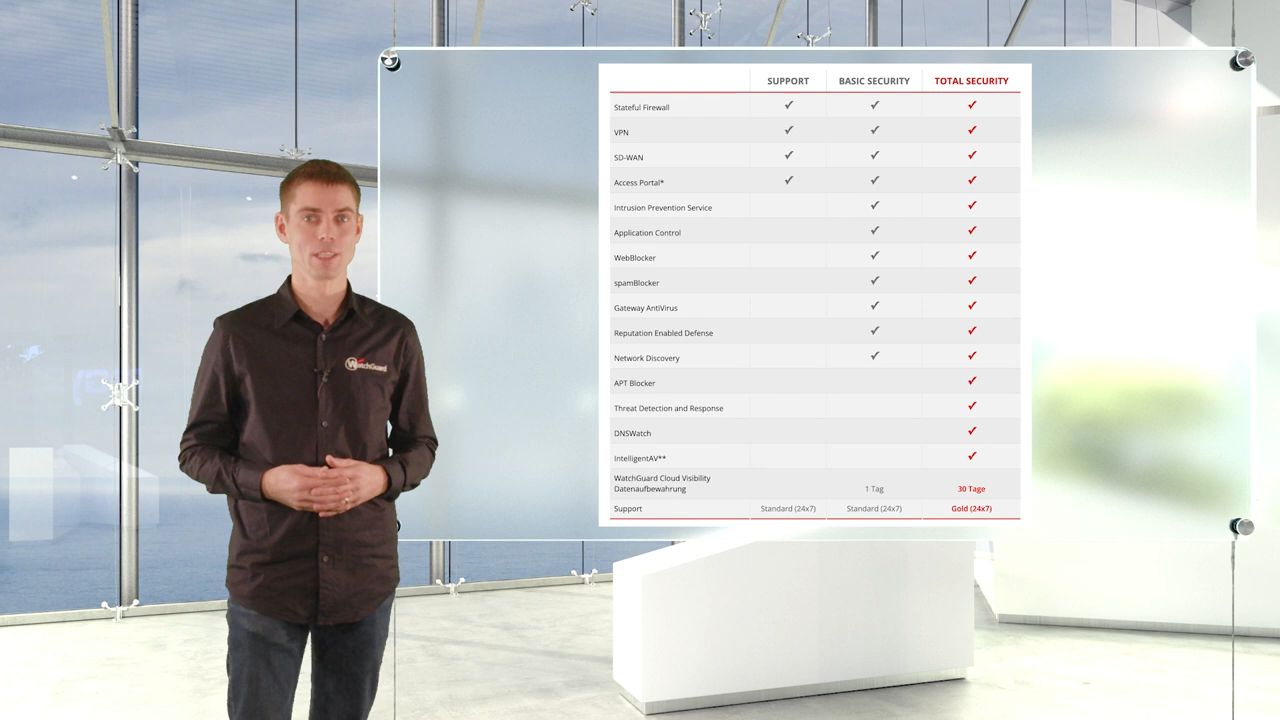 SUPPORT BASIC SECURITY TOTAL SECURITY
Stateful Firewall ✓ ✓ ✓
VPN ✓ ✓ ✓
SD-WAN ✓ ✓ ✓
Access Portal* ✓ ✓ ✓
Intrusion Prevention Service ✓ ✓
Application Control ✓ ✓
WebBlocker ✓ ✓
spamBlocker ✓ ✓
Gateway AntiVirus ✓ ✓
Reputation Enabled Defense ✓ ✓
Network Discovery ✓ ✓
APT Blocker ✓
Threat Detection and Response ✓
DNSWatch ✓
IntelligentAV** ✓
WatchGuard Cloud Visibility
Datenaufbewahrung 1 Tag 30 Tage
Support Standard (24x7) Standard (24x7) Gold (24x7)
WatchGuard